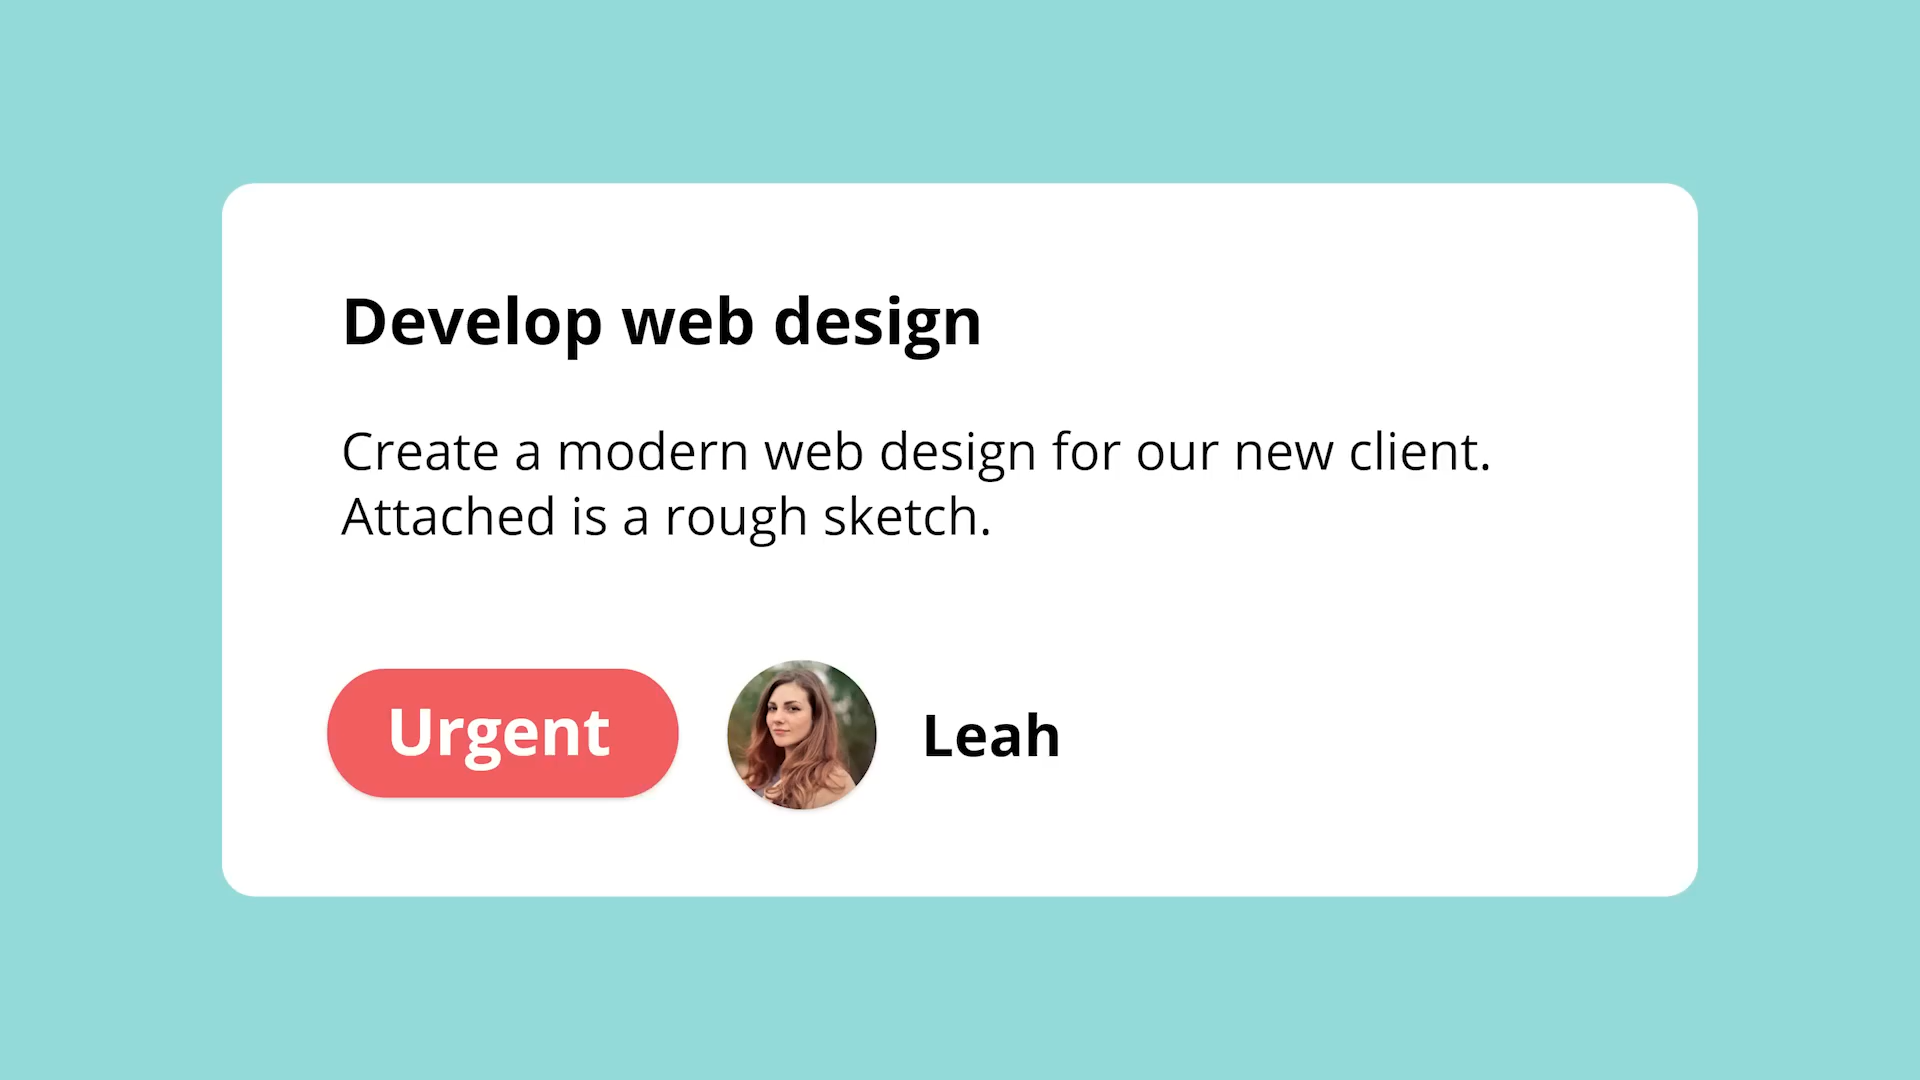 Develop web design
Create a modern web design for our new client.
Attached is a rough sketch.
Urgent
Leah